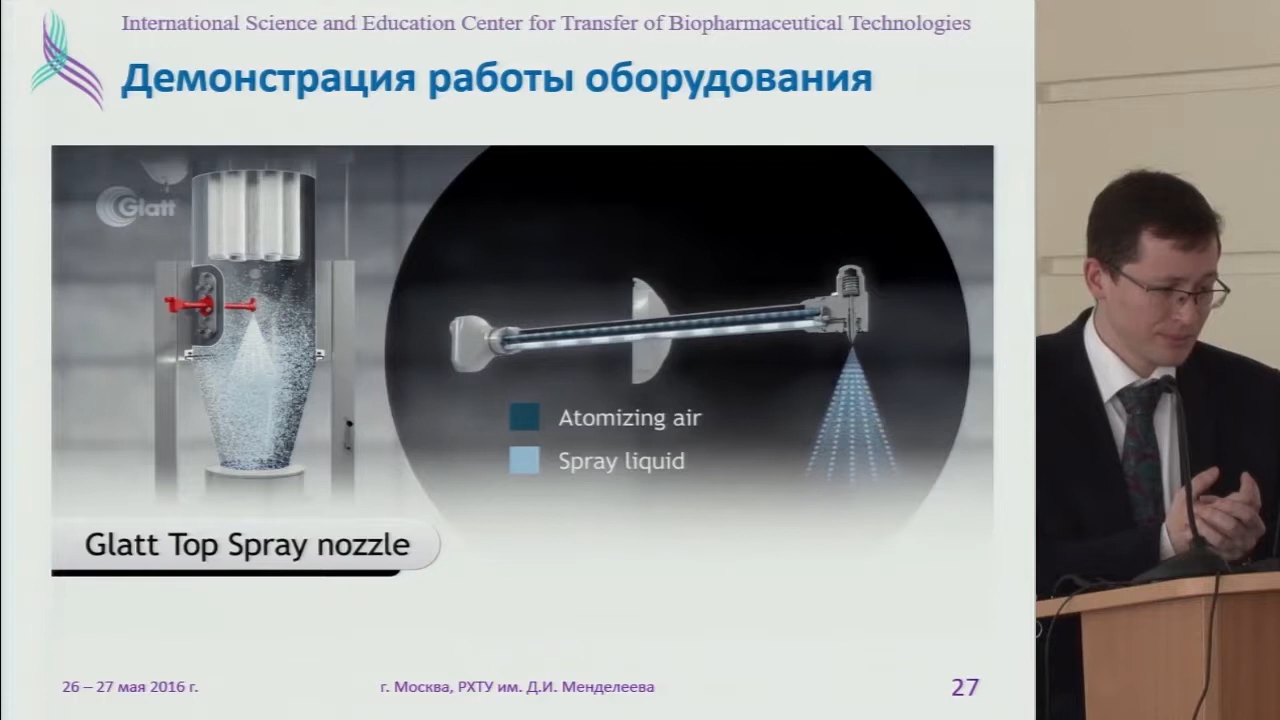 International Science and Education Center for Transfer of Biopharmaceutical Technologies
Демонстрация работы оборудования
Glatt
Atomizing air
Spray liquid
Glatt Top Spray nozzle
26 – 27 мая 2016 г.
г. Москва, РХТУ им. Д.И. Менделеева
27